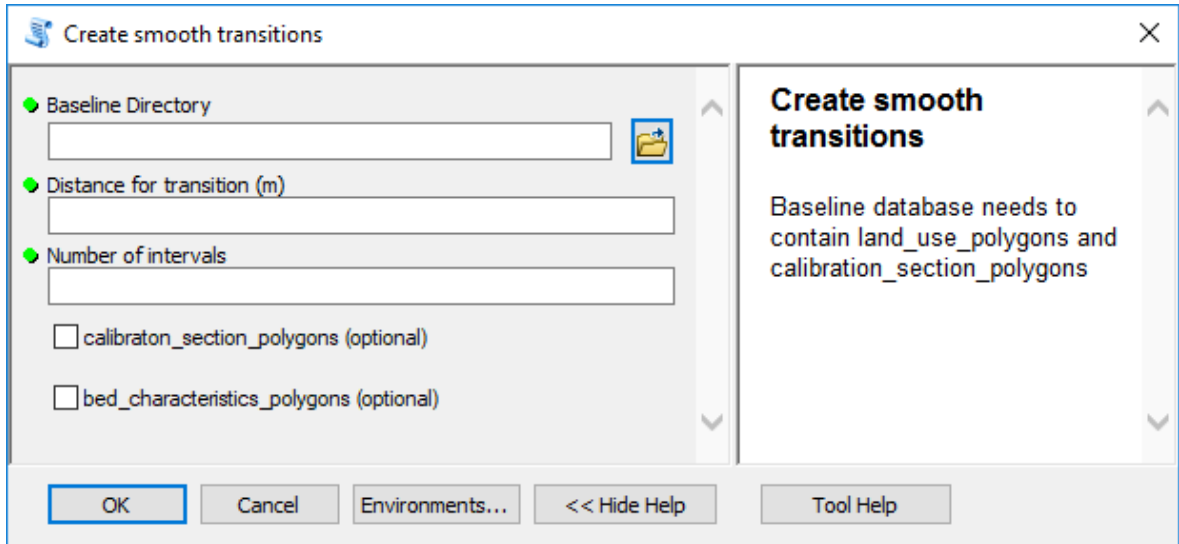 Create smooth transitions
Baseline Directory
Distance for transition (m)
Number of intervals
calibraton_section_polygons (optional)
bed_characteristics_polygons (optional)
Create smooth
transitions
Baseline database needs to
contain land_use_polygons and
calibration_section_polygons
OK
Cancel
Environments...
<< Hide Help
Tool Help